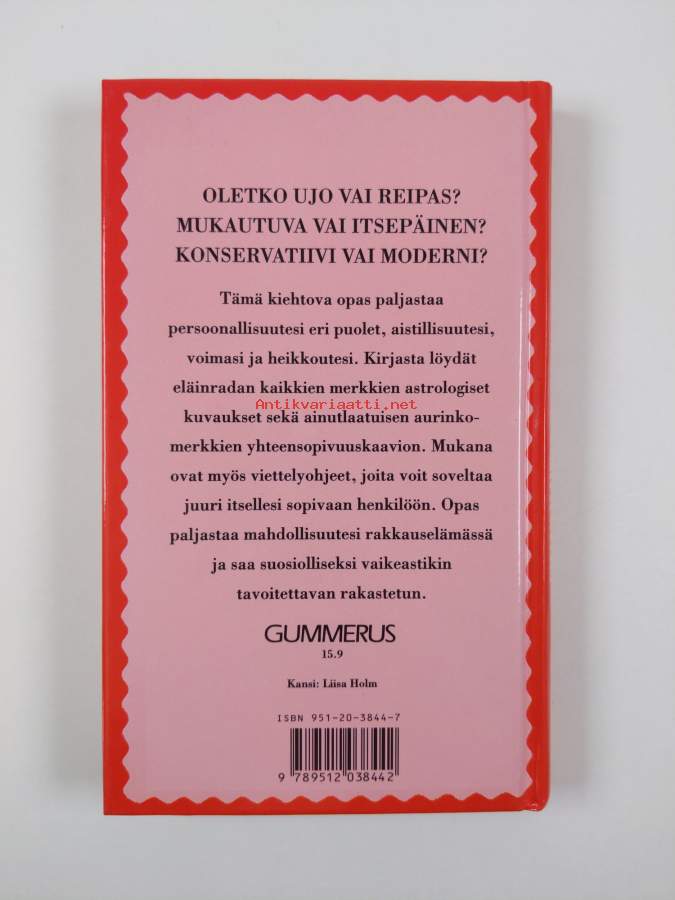 OLETKO UJO VAI REIPAS?
MUKAUTUVA VAI ITSEPÄINEN?
KONSERVATIIVI VAI MODERNI?
Tämä kiehtova opas paljastaa
persoonallisuutesi eri puolet, aistillisuutesi,
voimasi ja heikkoutesi. Kirjasta löydät
eläinradan kaikkien merkkien astrologiset
Antikvariaatti.net
kuvaukset sekä ainutlaatuisen aurinko-
merkkien yhteensopivuuskaavion. Mukana
ovat myös viettelyohjeet, joita voit soveltaa
juuri itsellesi sopivaan henkilöön. Opas
paljastaa mahdollisuutesi rakkauselämässä
ja saa suosiolliseksi vaikeastikin
tavoitettavan rakastetun.
GUMMERUS
15.9
Kansi: Liisa Holm
ISBN 951-20-3844-7
9 789512 038442